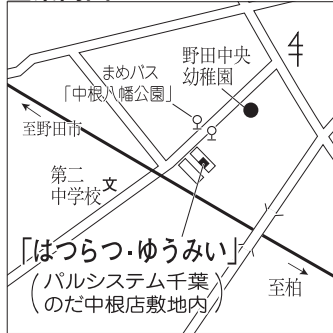 野田中央
幼稚園
まめバス
「中根八幡公園」
至野田市
第二
中学校
文
「はつらつ・ゆうみい」
(パルシステム千葉
のだ中根店敷地内)
至柏